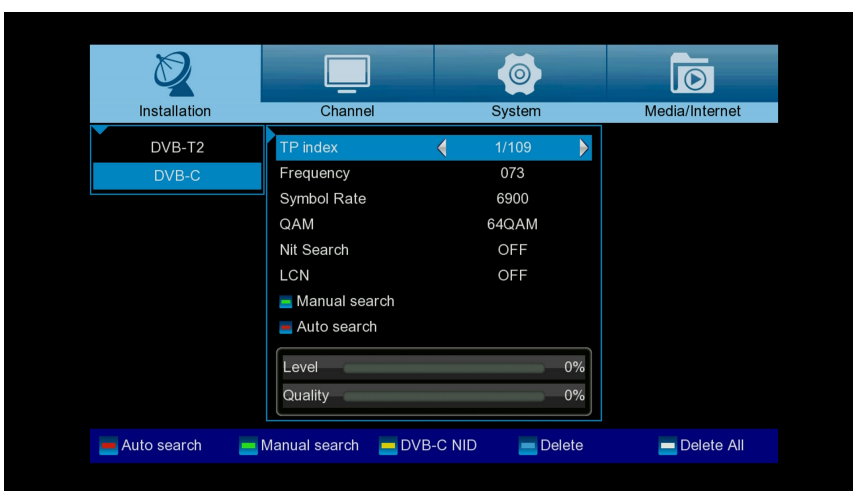 Installation Channel System Media/Internet
DVB-T2
DVB-C
TP index 1/109
Frequency 073
Symbol Rate 6900
QAM 64QAM
Nit Search OFF
LCN OFF
Manual search
Auto search
Level 0%
Quality 0%
Auto search Manual search DVB-C NID Delete Delete All